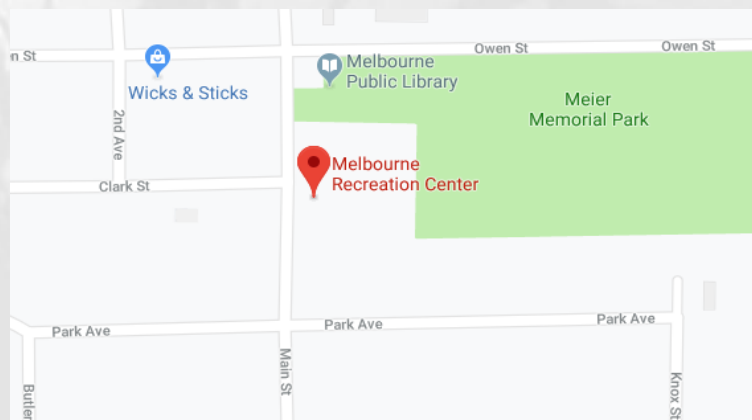 n St
Owen St
Owen St
Melbourne
Public Library
Wicks & Sticks
Meier
Memorial Park
2nd Ave
Melbourne
Recreation Center
Clark St
Park Ave
Park Ave
Park Ave
Main St
Butler
Knox St